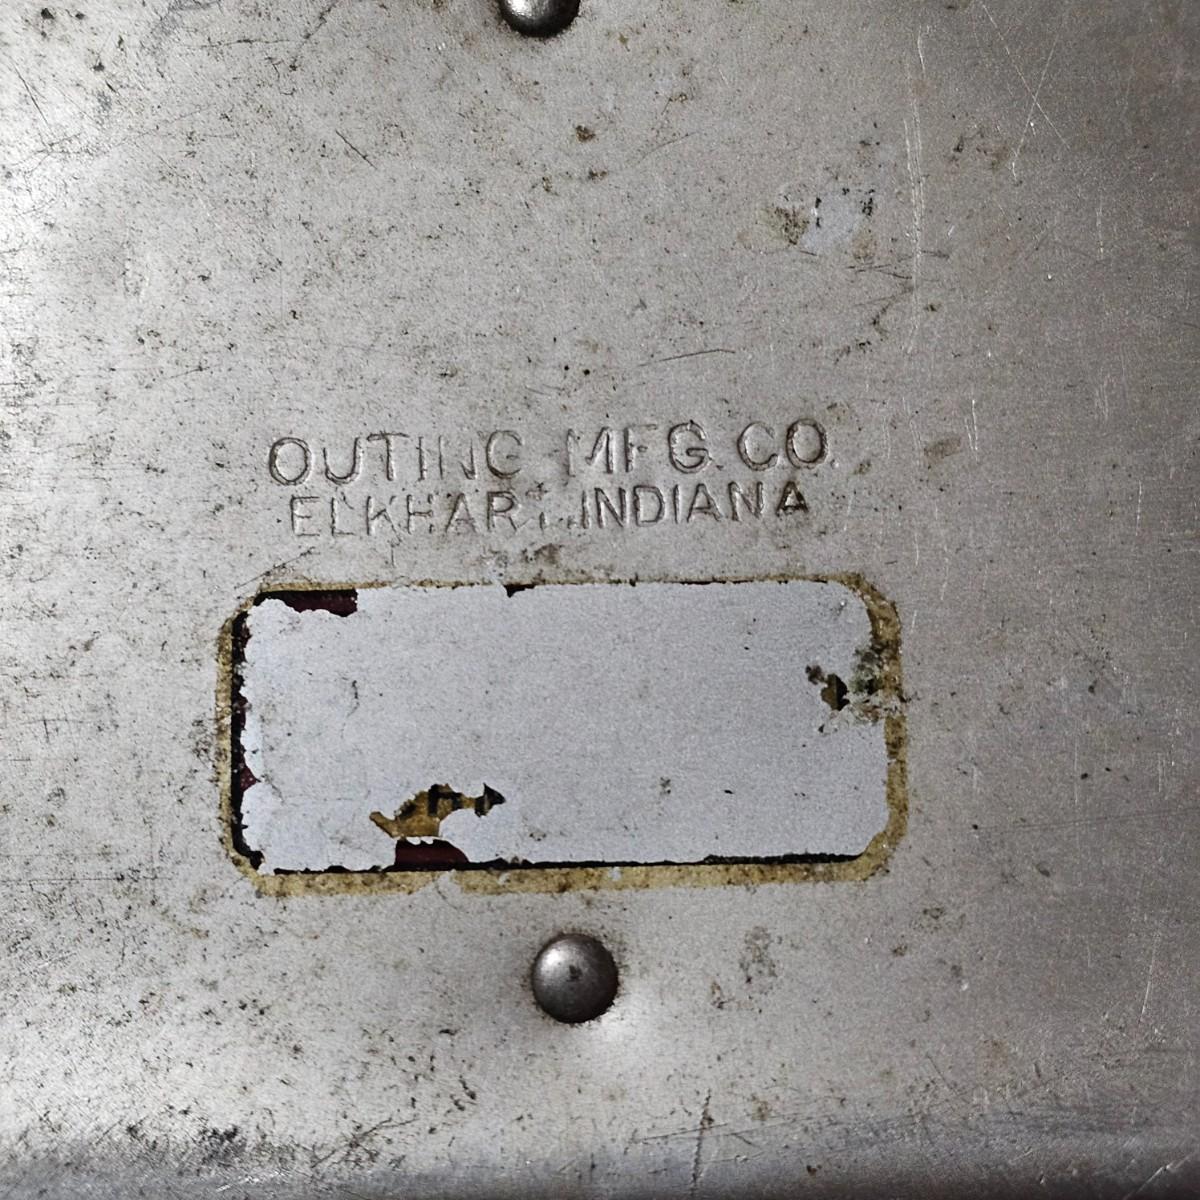 OUTING MFG. CO.
ELKHART, INDIANA